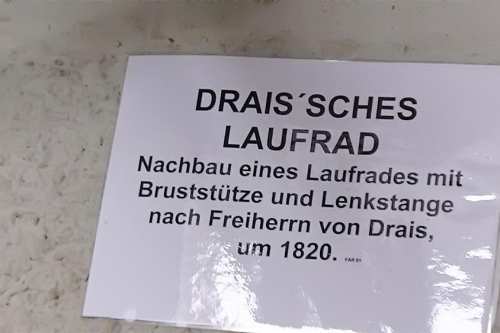 DRAIS´SCHES
LAUFRAD
Nachbau eines Laufrades mit
Bruststütze und Lenkstange
nach Freiherrn von Drais,
um 1820.